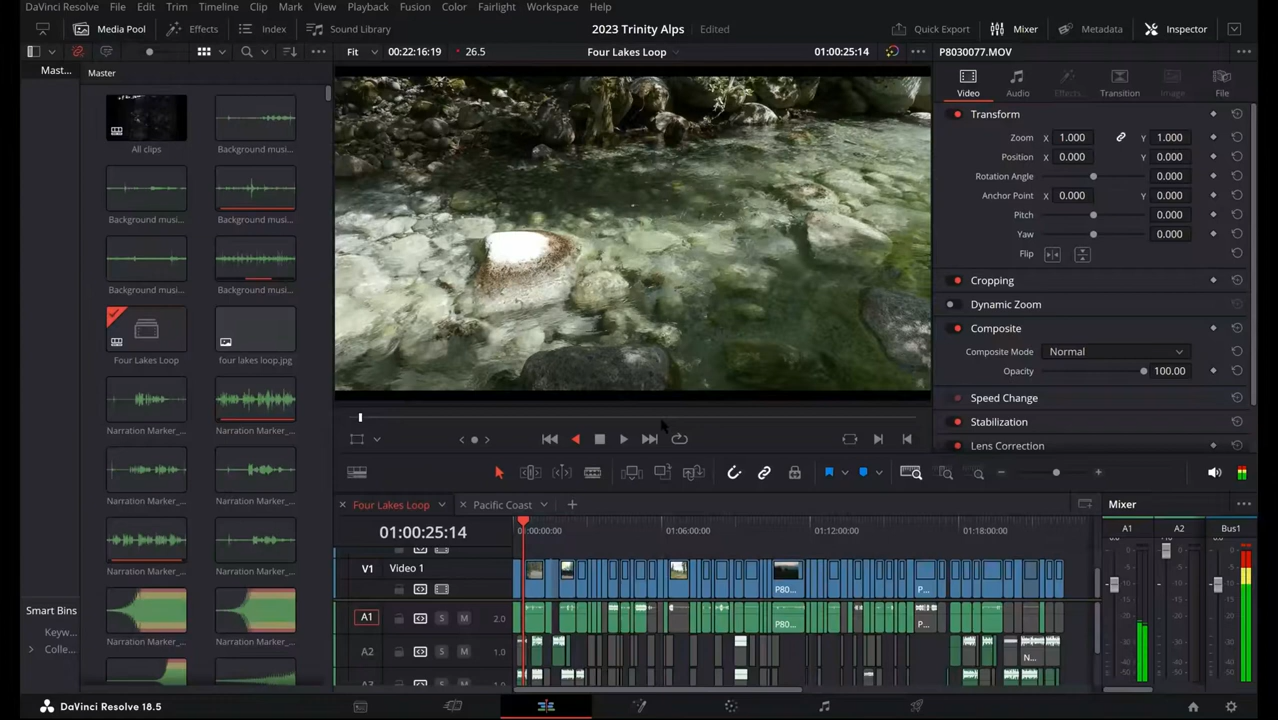 DaVinci Resolve File Edit Trim Timeline Clip Mark View Playback Fusion Color Fairlight Workspace Help
Media Pool Effects Index Sound Library 2023 Trinity Alps Edited Quick Export Mixer Metadata Inspector
Fit 00:22:16:19 26.5 Four Lakes Loop 01:00:25:14 P8030077.MOV
Mast... Master
Video Audio Effects Transition Image File
Transform
Zoom X 1.000 Y 1.000
All clips Background musi...
Position X 0.000 Y 0.000
Rotation Angle 0.000
Anchor Point X 0.000 Y 0.000
Pitch 0.000
Background musi... Background musi...
Yaw 0.000
Flip
Cropping
Background musi... Background musi...
Dynamic Zoom
Composite
Composite Mode Normal
Four Lakes Loop four lakes loop.jpg
Opacity 100.00
Speed Change
Stabilization
Narration Marker_... Narration Marker_...
Lens Correction
Narration Marker_... Narration Marker_...
Four Lakes Loop Pacific Coast Mixer
01:00:25:14 :00:00:00 01:06:00:00 01:12:00:00 01:18:00:00 A1 A2 Bus1
V1 Video 1
Narration Marker_... Narration Marker_...
P80... P...
Smart Bins
A1 S M 2.0 P80... P...
Keyw...
Narration Marker_... Narration Marker_...
Colle...
A2 S M 1.0 N...
DaVinci Resolve 18.5